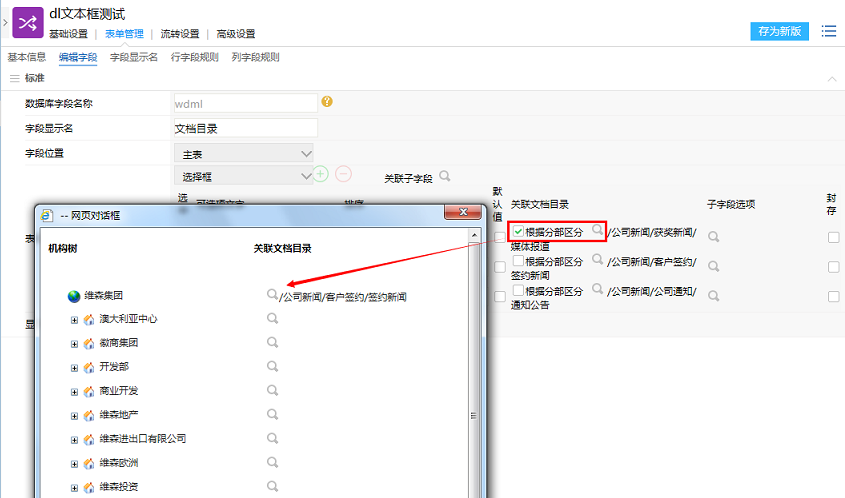 dl文本框测试
基础设置 | 表单管理 | 流转设置 | 高级设置
存为新版
基本信息 编辑字段 字段显示名 行字段规则 列字段规则
标准
数据库字段名称 wdml
字段显示名 文档目录
字段位置 主表
选择框 关联子字段
选 可选项文字 排序 默认值 关联文档目录 子字段选项 封存
表
根据分部区分 /公司新闻/获奖新闻/
媒体报道
根据分部区分 /公司新闻/客户签约/
签约新闻
根据分部区分 /公司新闻/公司通知/
通知公告
显
-- 网页对话框
机构树 关联文档目录
维森集团 /公司新闻/客户签约/签约新闻
澳大利亚中心
徽商集团
开发部
商业开发
维森地产
维森进出口有限公司
维森欧洲
维森投资